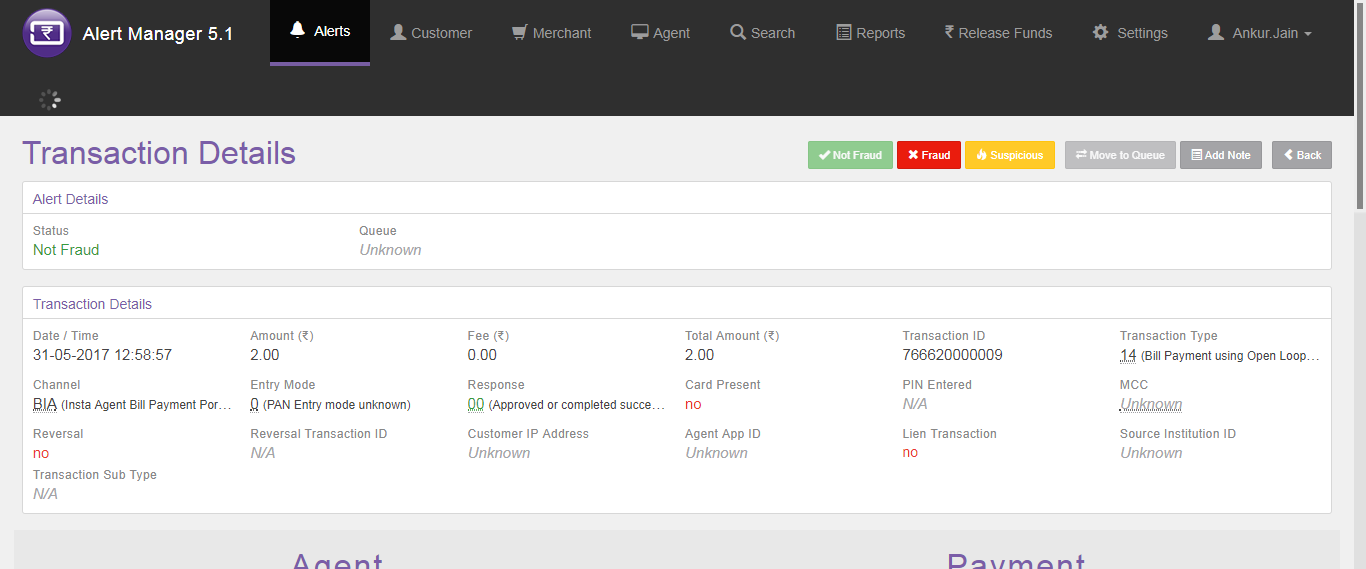 Alert Manager 5.1
Alerts
Customer
Merchant
Agent
Search
Reports
₹ Release Funds
Settings
Ankur.Jain
Transaction Details
Not Fraud
Fraud
Suspicious
Move to Queue
Add Note
Back
Alert Details
Status
Queue
Not Fraud
Unknown
Transaction Details
Date / Time
Amount (₹)
Fee (₹)
Total Amount (₹)
Transaction ID
Transaction Type
31-05-2017 12:58:57
2.00
0.00
2.00
766620000009
14 (Bill Payment using Open Loop…
Channel
Entry Mode
Response
Card Present
PIN Entered
MCC
BIA (Insta Agent Bill Payment Por…
0 (PAN Entry mode unknown)
00 (Approved or completed succe…
no
N/A
Unknown
Reversal
Reversal Transaction ID
Customer IP Address
Agent App ID
Lien Transaction
Source Institution ID
no
N/A
Unknown
Unknown
no
Unknown
Transaction Sub Type
N/A
Agent
Payment